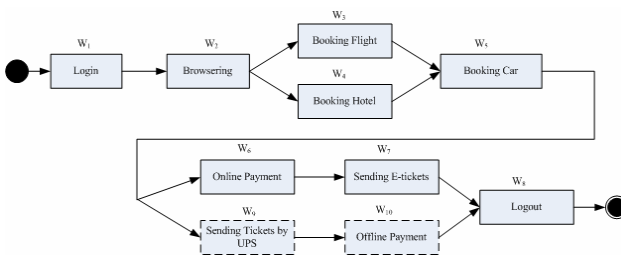 W₁
Login
W₂
Browsering
W₃
Booking Flight
W₄
Booking Hotel
W₅
Booking Car
W₆
Online Payment
W₇
Sending E-tickets
W₈
Logout
W₉
Sending Tickets by
UPS
W₁₀
Offline Payment